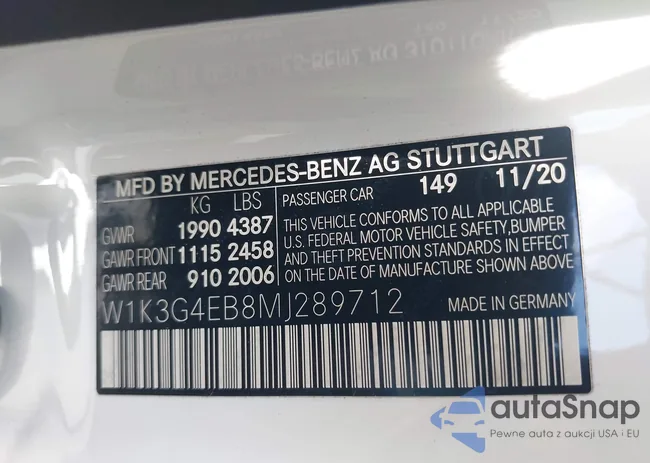 MFD BY MERCEDES-BENZ AG STUTTGART
KG LBS
PASSENGER CAR 149 11/20
GVWR 1990 4387
GAWR FRONT 1115 2458
GAWR REAR 910 2006
THIS VEHICLE CONFORMS TO ALL APPLICABLE
U.S. FEDERAL MOTOR VEHICLE SAFETY,BUMPER
AND THEFT PREVENTION STANDARDS IN EFFECT
ON THE DATE OF MANUFACTURE SHOWN ABOVE.
W1K3G4EB8MJ289712
MADE IN GERMANY
autaSnap
Pewne auta z aukcji USA i EU